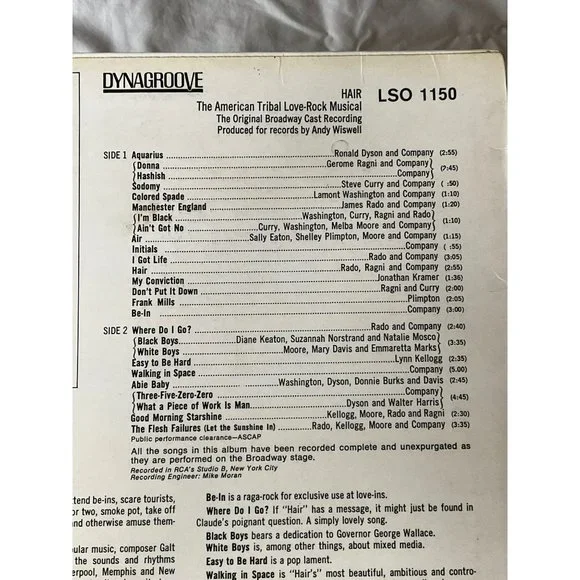 DYNAGROOVE
HAIR LSO 1150
The American Tribal Love-Rock Musical
The Original Broadway Cast Recording
Produced for records by Andy Wiswell
SIDE 1 Aquarius Ronald Dyson and Company (2:55)
Donna Gerome Ragni and Company
Hashish Company (7:45)
Sodomy Steve Curry and Company ( :50)
Colored Spade Lamont Washington and Company (1:10)
Manchester England James Rado and Company (1:20)
I'm Black Washington, Curry, Ragni and Rado
Ain't Got No Curry, Washington, Melba Moore and Company (1:10)
Air Sally Eaton, Shelley Plimpton, Moore and Company (1:15)
Initials Company ( :55)
I Got Life Rado and Company (3:05)
Hair Rado, Ragni and Company (2:55)
My Conviction Jonathan Kramer (1:36)
Don't Put It Down Ragni and Curry (2:00)
Frank Mills Plimpton (2:05)
Be-In Company (3:00)
SIDE 2 Where Do I Go? Rado and Company (2:40)
Black Boys Diane Keaton, Suzannah Norstrand and Natalie Mosco
White Boys Moore, Mary Davis and Emmaretta Marks (3:35)
Easy to Be Hard Lynn Kellogg (2:35)
Walking in Space Company (5.00)
Abie Baby Washington, Dyson, Donnie Burks and Davis (2:45)
Three-Five-Zero-Zero Company
What a Piece of Work Is Man Dyson and Walter Harris (4:45)
Good Morning Starshine Kellogg, Moore, Rado and Ragni (2:30)
The Flesh Failures (Let the Sunshine In) Rado, Kellogg, Moore and Company (3:35)
Public performance clearance—ASCAP
All the songs in this album have been recorded complete and unexpurgated as
they are performed on the Broadway stage.
Recorded in RCA's Studio B, New York City
Recording Engineer: Mike Moran
tend be-ins, scare tourists,
or two, smoke pot, take off
and otherwise amuse them-
ular music, composer Galt
the sounds and rhythms
erpool, Memphis and New
Be-In is a raga-rock for exclusive use at love-ins.
Where Do I Go? If "Hair" has a message, it might just be found in
Claude's poignant question. A simply lovely song.
Black Boys bears a dedication to Governor George Wallace.
White Boys is, among other things, about mixed media.
Easy to Be Hard is a pop lament.
Walking in Space is "Hair's" most beautiful, ambitious and contro-